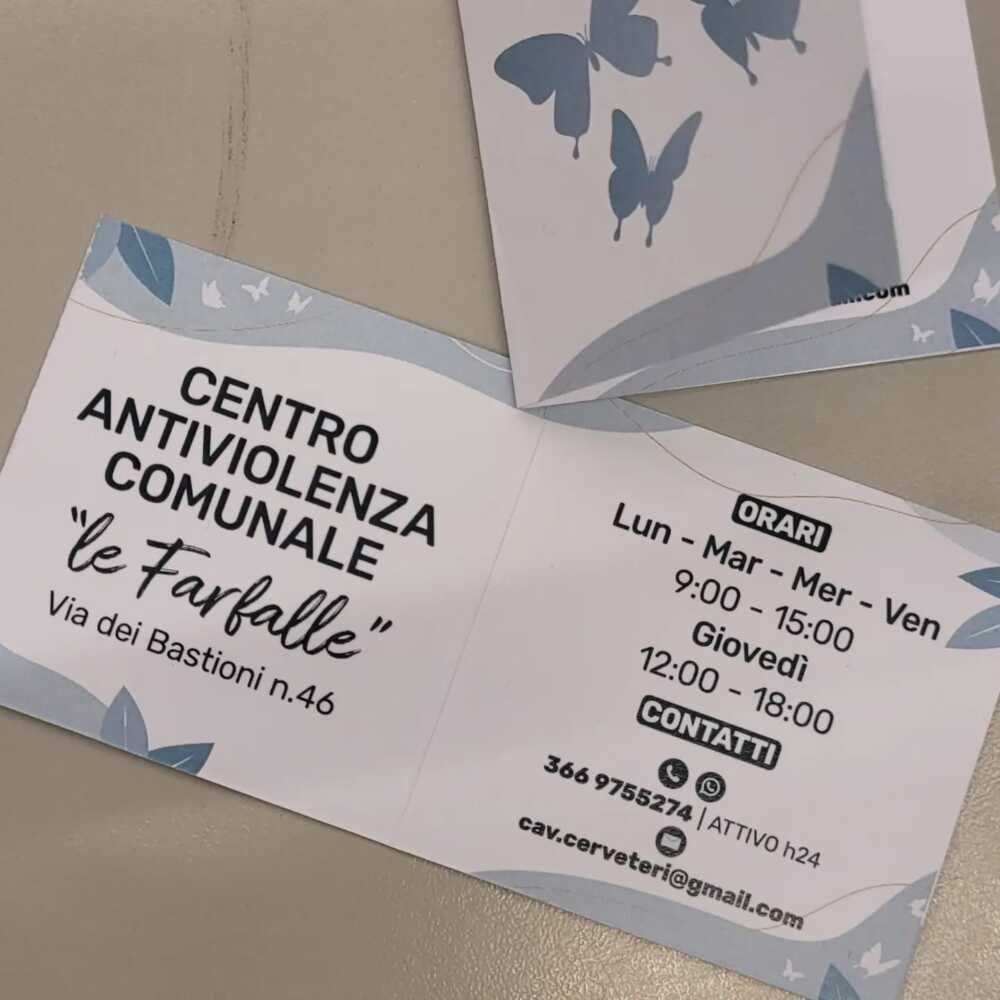 CENTRO
ANTIVIOLENZA
COMUNALE
"le Farfalle"
Via dei Bastioni n.46
ORARI
Lun - Mar - Mer - Ven
9:00 - 15:00
Giovedì
12:00 - 18:00
CONTATTI
366 9755274 | ATTIVO h24
cav.cerveteri@gmail.com
.com